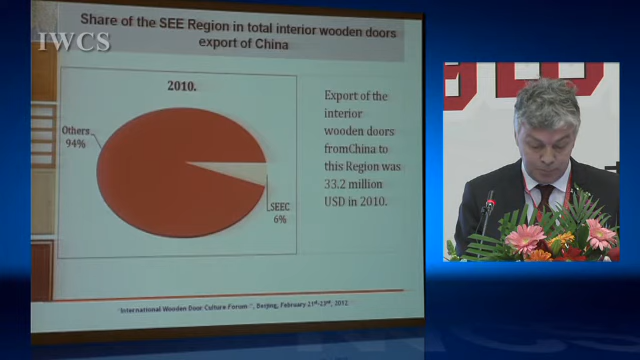 Share of the SEE Region in total interior wooden doors
export of China
IWCS
2010.
Others
94%
SEEC
6%
Export of the
interior
wooden doors
fromChina to
this Region was
33.2 million
USD in 2010.
"International Wooden Door Culture Forum", Beijing, February 21st-23rd, 2012